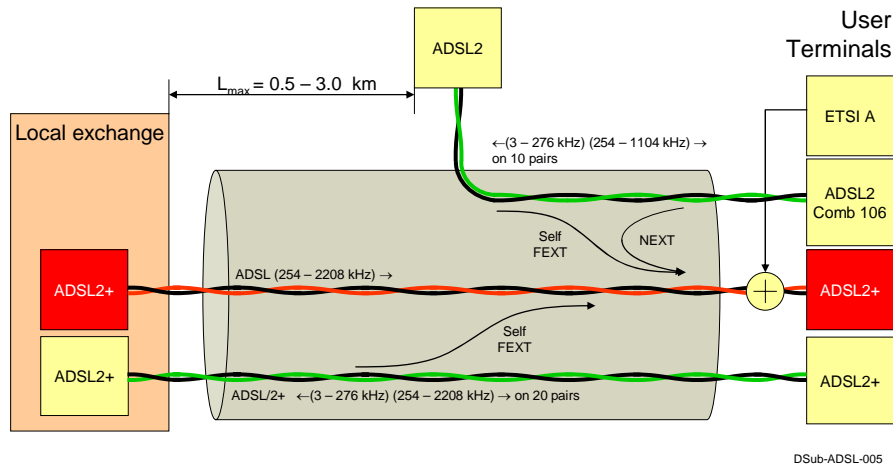 User
Terminals
ADSL2
Lmax = 0.5 – 3.0 km
ETSI A
Local exchange
←(3 – 276 kHz) (254 – 1104 kHz) →
on 10 pairs
ADSL2
Comb 106
Self
FEXT
NEXT
ADSL (254 – 2208 kHz) →
ADSL2+
ADSL2+
Self
FEXT
ADSL2+
ADSL2+
ADSL/2+ ←(3 – 276 kHz) (254 – 2208 kHz) → on 20 pairs
DSub-ADSL-005